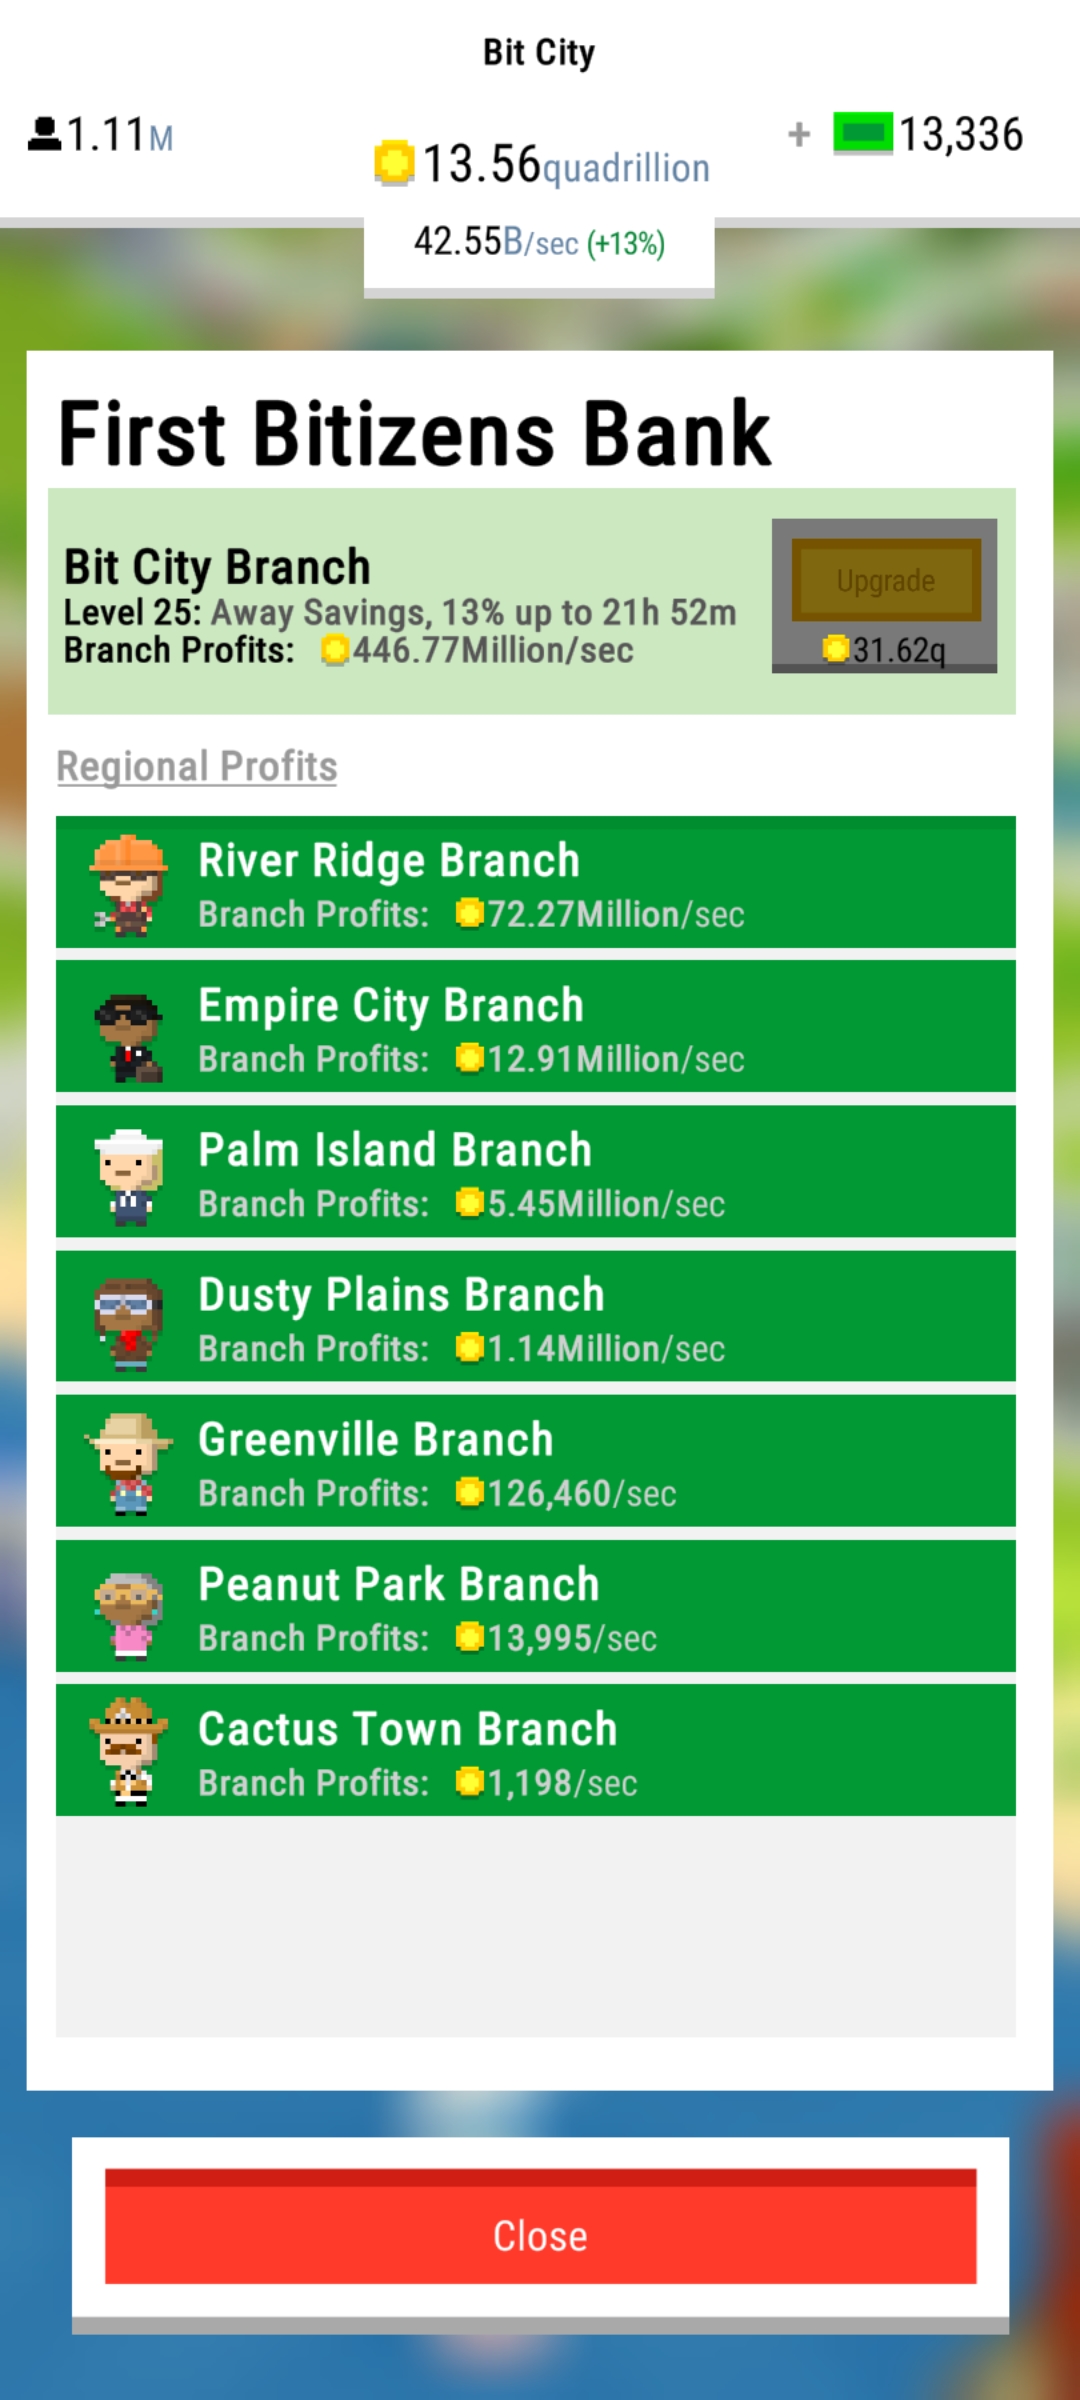 Bit City
1.11M
13.56quadrillion
+ 13,336
42.55B/sec (+13%)
First Bitizens Bank
Bit City Branch
Level 25: Away Savings, 13% up to 21h 52m
Branch Profits: 446.77Million/sec
Upgrade
31.62q
Regional Profits
River Ridge Branch
Branch Profits: 72.27Million/sec
Empire City Branch
Branch Profits: 12.91Million/sec
Palm Island Branch
Branch Profits: 5.45Million/sec
Dusty Plains Branch
Branch Profits: 1.14Million/sec
Greenville Branch
Branch Profits: 126,460/sec
Peanut Park Branch
Branch Profits: 13,995/sec
Cactus Town Branch
Branch Profits: 1,198/sec
Close